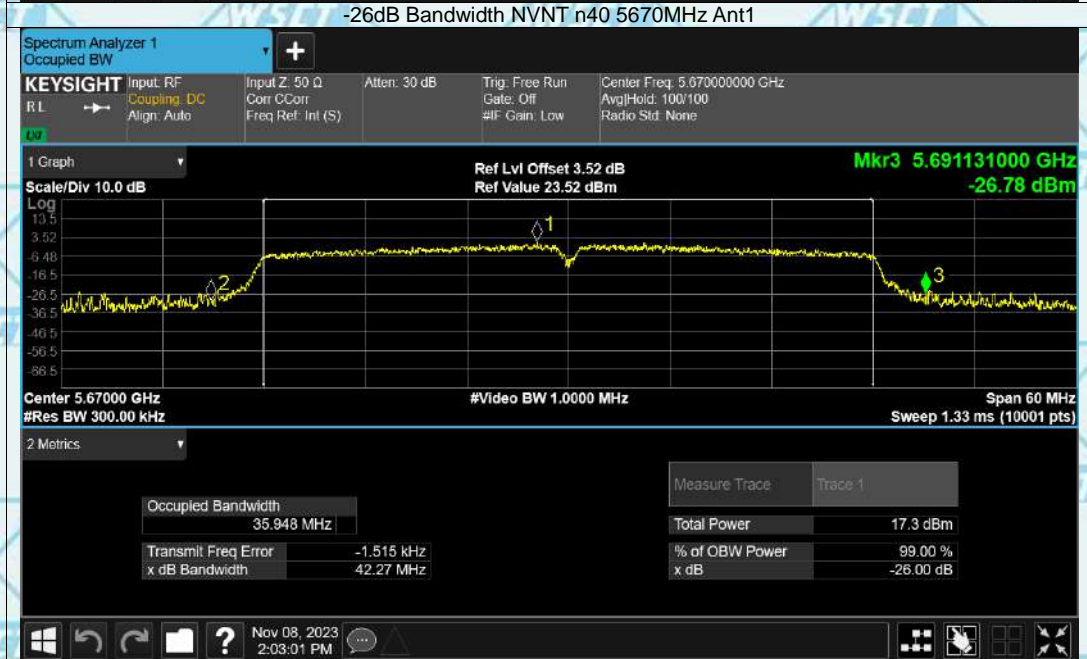 -26dB Bandwidth NVNT n40 5670MHz Ant1
Spectrum Analyzer 1
Occupied BW
KEYSIGHT Input: RF Input Z: 50 Ω Atten: 30 dB Trig: Free Run Center Freq: 5.670000000 GHz
R L Coupling: DC Corr CCorr Gate: Off Avg|Hold: 100/100
Align: Auto Freq Ref: Int (S) #IF Gain: Low Radio Std: None
LXI
1 Graph Ref Lvl Offset 3.52 dB Mkr3 5.691131000 GHz
Scale/Div 10.0 dB Ref Value 23.52 dBm -26.78 dBm
Log
13.5
3.52
-6.48
-16.5
-26.5
-36.5
-46.5
-56.5
-66.5
1
2
3
Center 5.67000 GHz #Video BW 1.0000 MHz Span 60 MHz
#Res BW 300.00 kHz Sweep 1.33 ms (10001 pts)
2 Metrics
Measure Trace Trace 1
Occupied Bandwidth
35.948 MHz Total Power 17.3 dBm
Transmit Freq Error -1.515 kHz % of OBW Power 99.00 %
x dB Bandwidth 42.27 MHz x dB -26.00 dB
Nov 08, 2023
2:03:01 PM